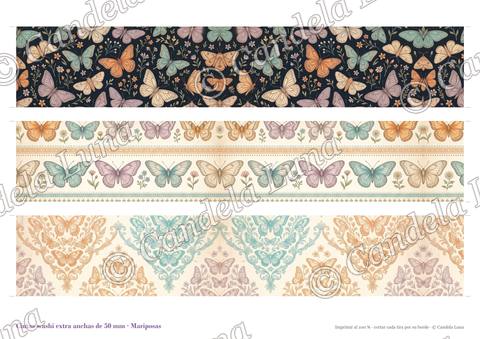 © Candela Luna
Cintas washi extra anchas de 50 mm · Mariposas
Imprimir al 100 % · cortar cada tira por su borde · © Candela Luna